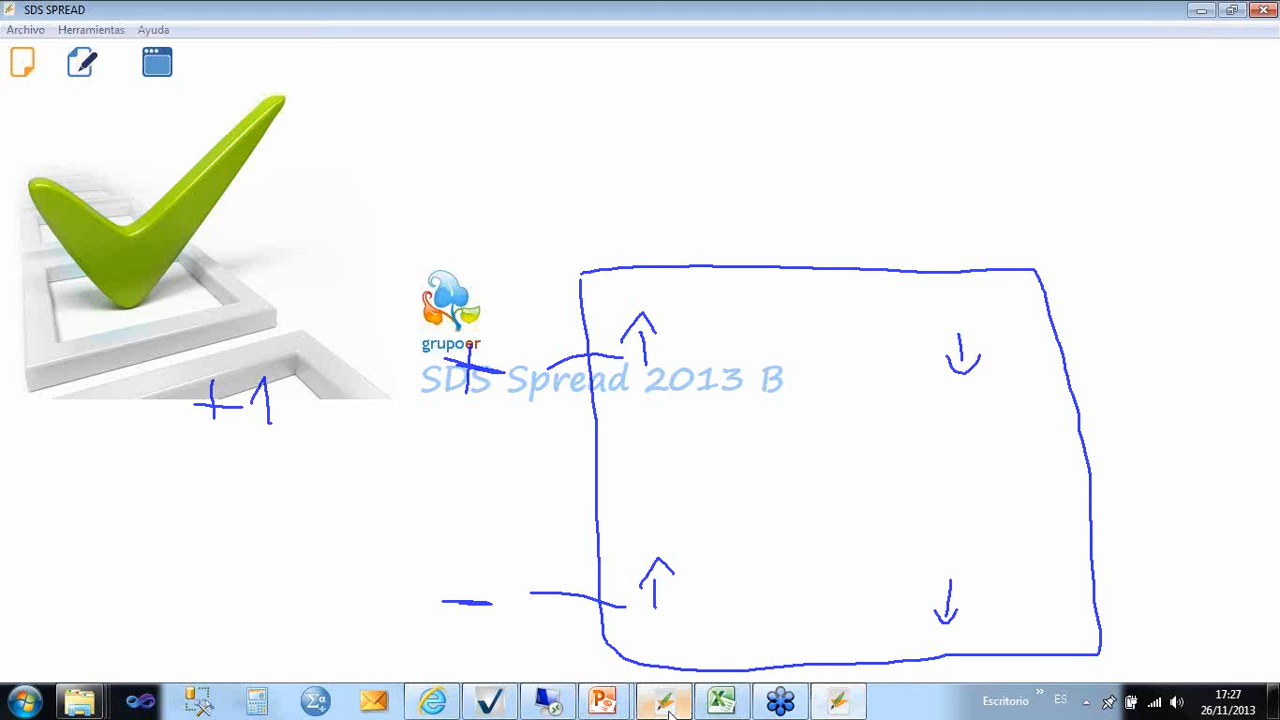 SDS SPREAD
Archivo Herramientas Ayuda
grupoer
+
SDS Spread 2013 B
+1
-
Escritorio » ES 17:27
26/11/2013